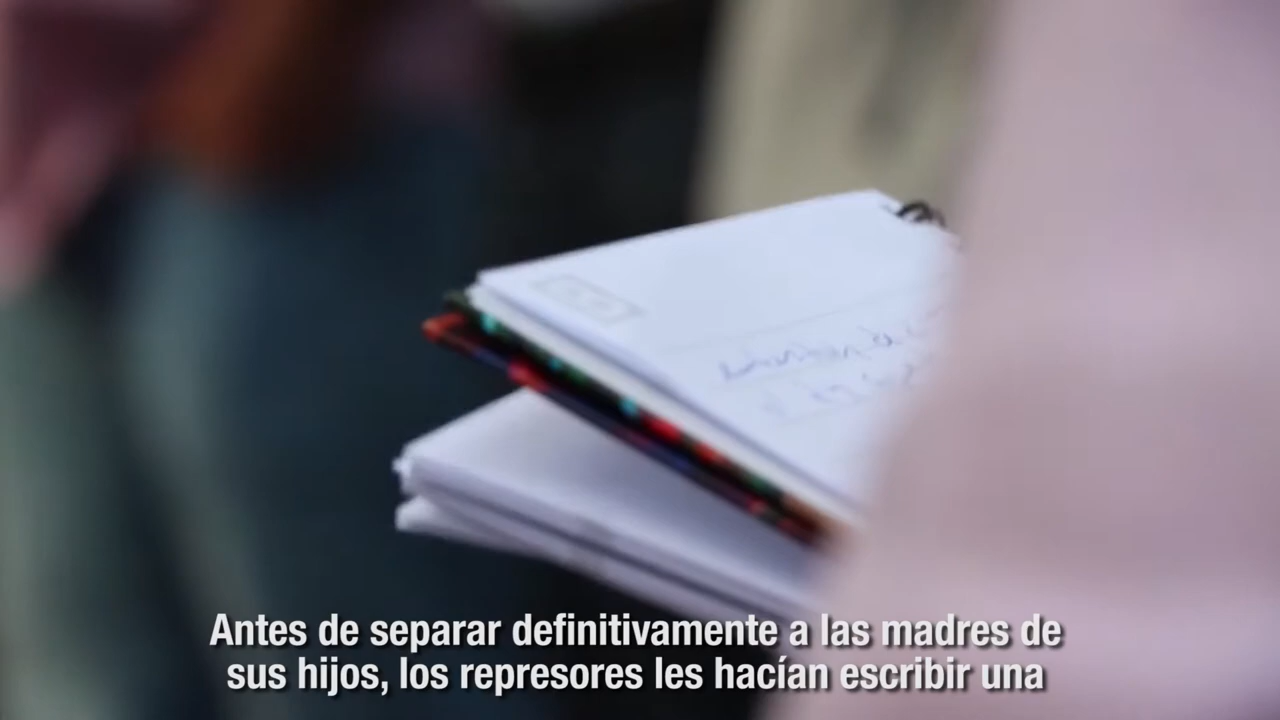 Antes de separar definitivamente a las madres de
sus hijos, los represores les hacían escribir una